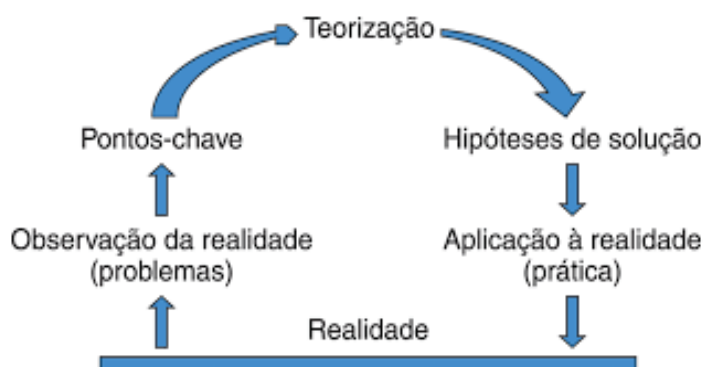 Teorização
Pontos-chave
Hipóteses de solução
Observação da realidade
(problemas)
Aplicação à realidade
(prática)
Realidade